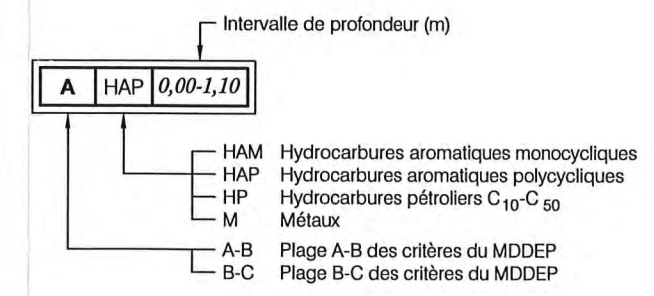 Intervalle de profondeur (m)
A HAP 0,00-1,10
HAM Hydrocarbures aromatiques monocycliques
HAP Hydrocarbures aromatiques polycycliques
HP Hydrocarbures pétroliers C10-C 50
M Métaux
A-B Plage A-B des critères du MDDEP
B-C Plage B-C des critères du MDDEP